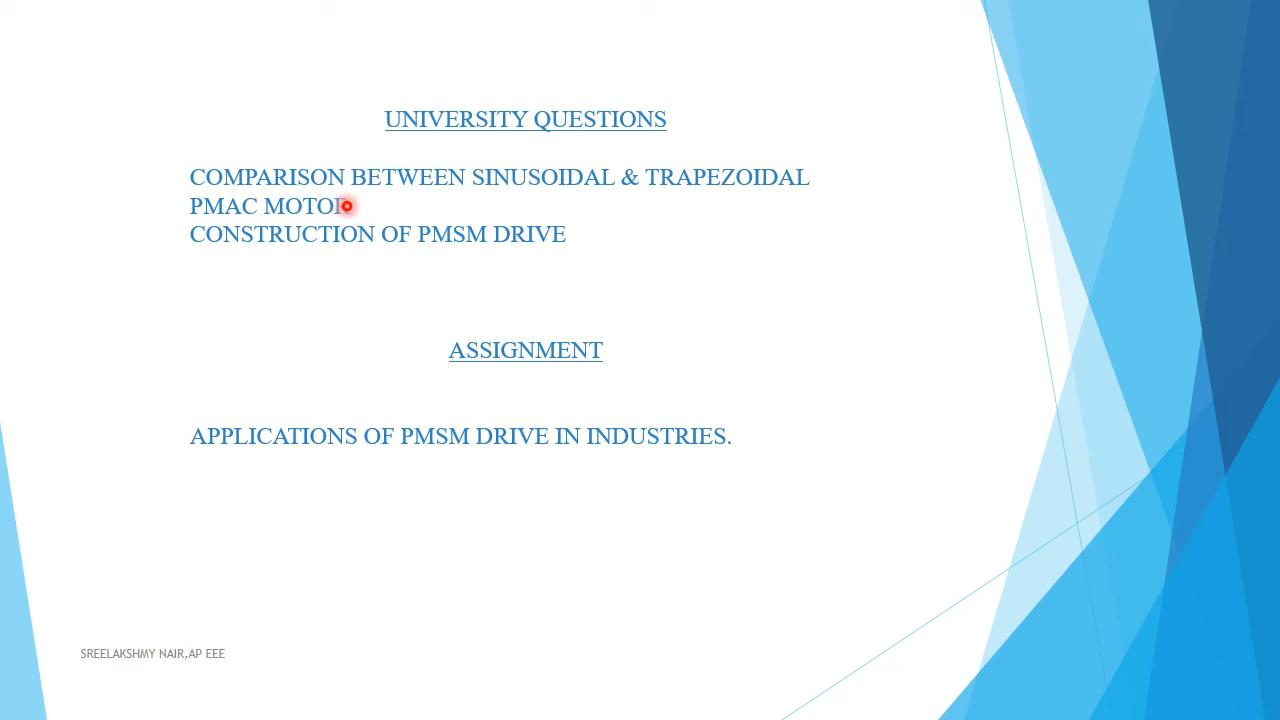 UNIVERSITY QUESTIONS
COMPARISON BETWEEN SINUSOIDAL & TRAPEZOIDAL
PMAC MOTOR
CONSTRUCTION OF PMSM DRIVE
ASSIGNMENT
APPLICATIONS OF PMSM DRIVE IN INDUSTRIES.
SREELAKSHMY NAIR,AP EEE